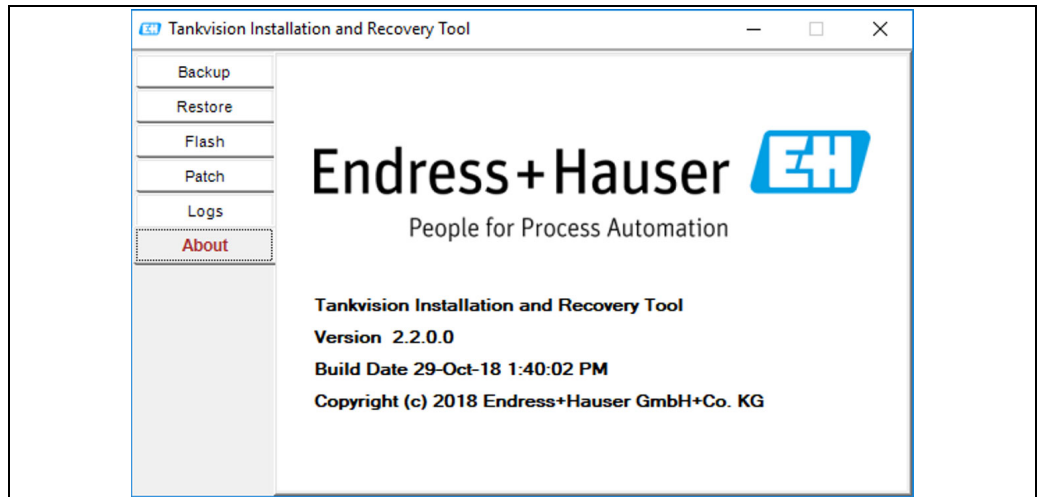 Tankvision Installation and Recovery Tool
Backup
Restore
Flash
Patch
Logs
About
Endress+Hauser EH
People for Process Automation
Tankvision Installation and Recovery Tool
Version 2.2.0.0
Build Date 29-Oct-18 1:40:02 PM
Copyright (c) 2018 Endress+Hauser GmbH+Co. KG